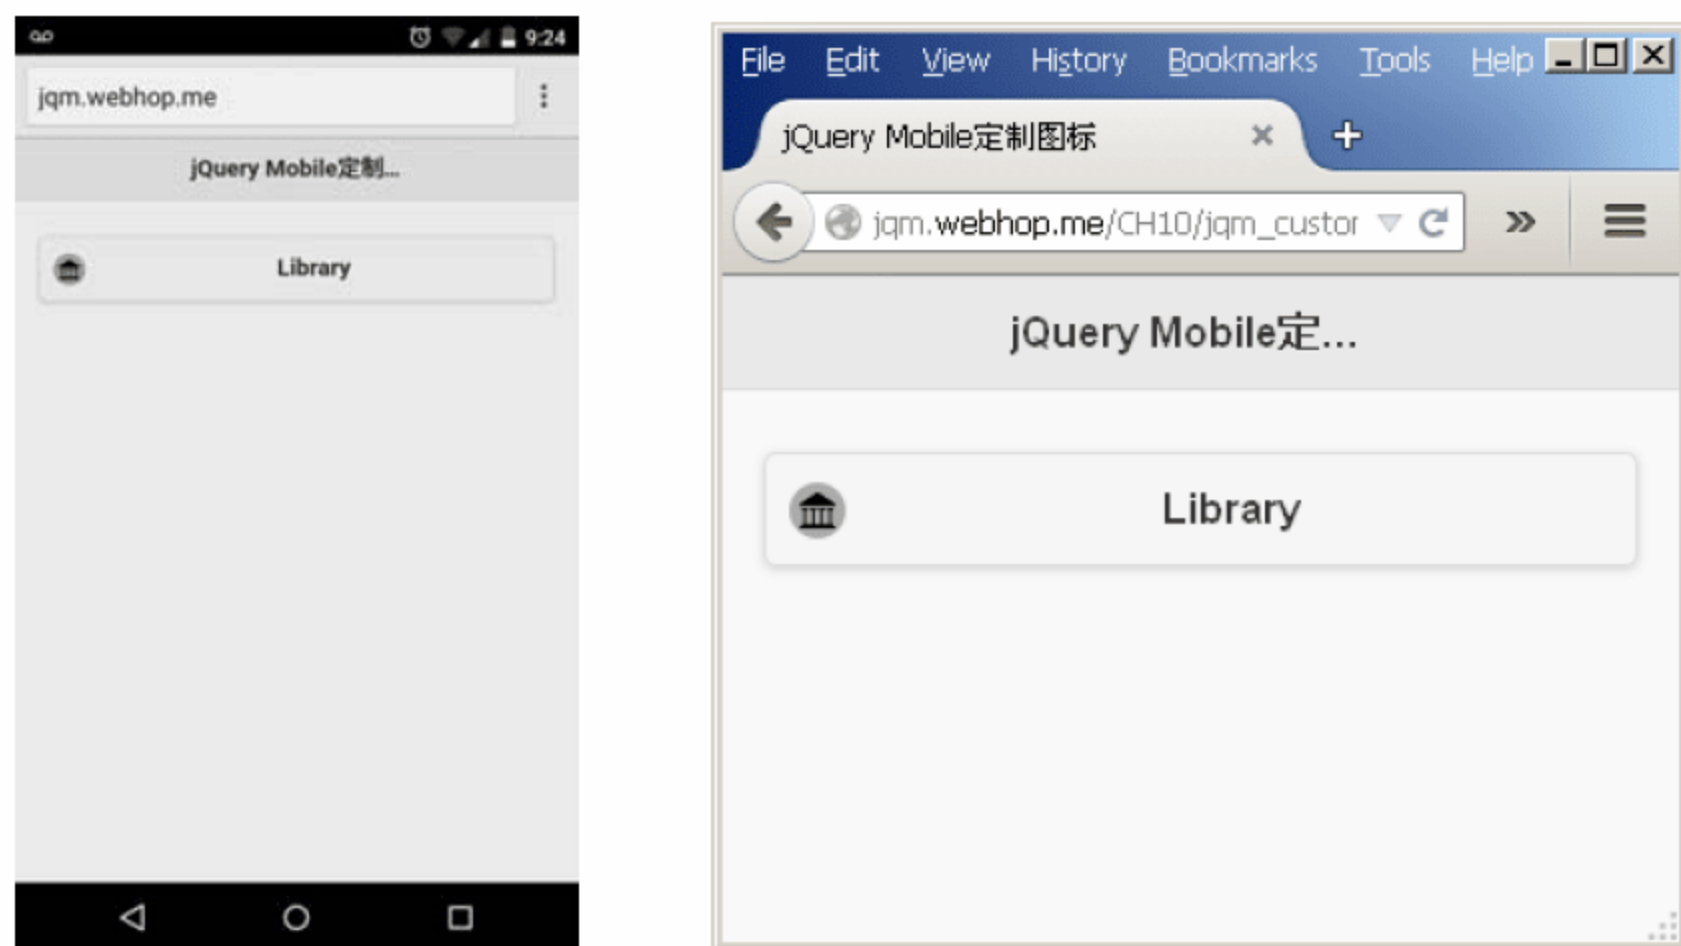 9:24
jqm.webhop.me
jQuery Mobile定制...
Library
File Edit View History Bookmarks Tools Help
jQuery Mobile定制图标
jqm.webhop.me/CH10/jqm_custor
jQuery Mobile定...
Library